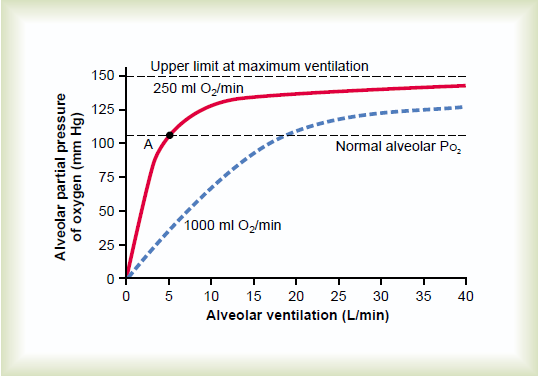 Upper limit at maximum ventilation
150
250 ml O₂/min
125
100
A
Normal alveolar PO₂
75
50
1000 ml O₂/min
25
0
Alveolar partial pressure
of oxygen (mm Hg)
0 5 10 15 20 25 30 35 40
Alveolar ventilation (L/min)